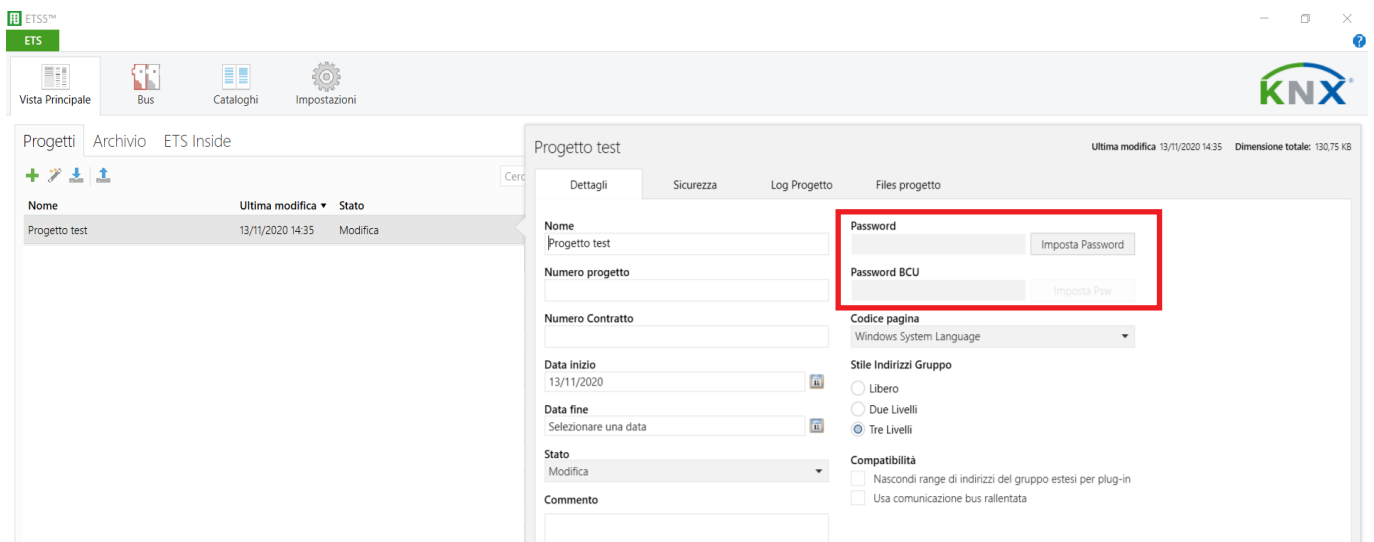 ETS5™
ETS
Vista Principale
Bus
Cataloghi
Impostazioni
KNX
Progetti
Archivio
ETS Inside
Cerc
Nome
Ultima modifica
Stato
Progetto test
13/11/2020 14:35
Modifica
Progetto test
Ultima modifica 13/11/2020 14:35
Dimensione totale: 130,75 KB
Dettagli
Sicurezza
Log Progetto
Files progetto
Nome
Progetto test
Numero progetto
Numero Contratto
Data inizio
13/11/2020
Data fine
Selezionare una data
Stato
Modifica
Commento
Password
Imposta Password
Password BCU
Imposta Psw
Codice pagina
Windows System Language
Stile Indirizzi Gruppo
Libero
Due Livelli
Tre Livelli
Compatibilità
Nascondi range di indirizzi del gruppo estesi per plug-in
Usa comunicazione bus rallentata